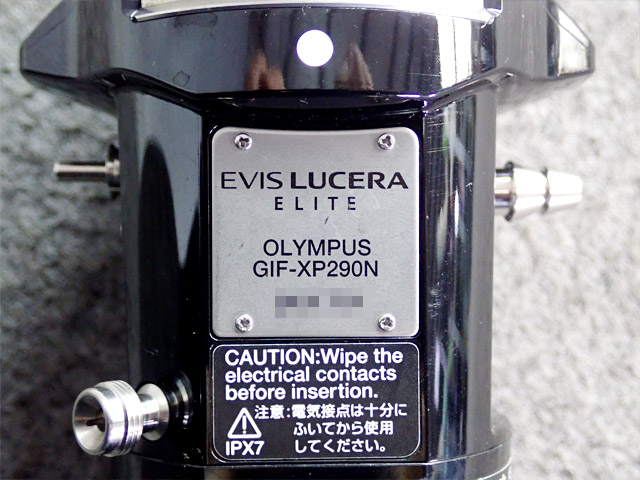 EVIS LUCERA
ELITE
OLYMPUS
GIF-XP290N
CAUTION:Wipe the
electrical contacts
before insertion.
注意:電気接点は十分に
ふいてから使用
してください。
IPX7